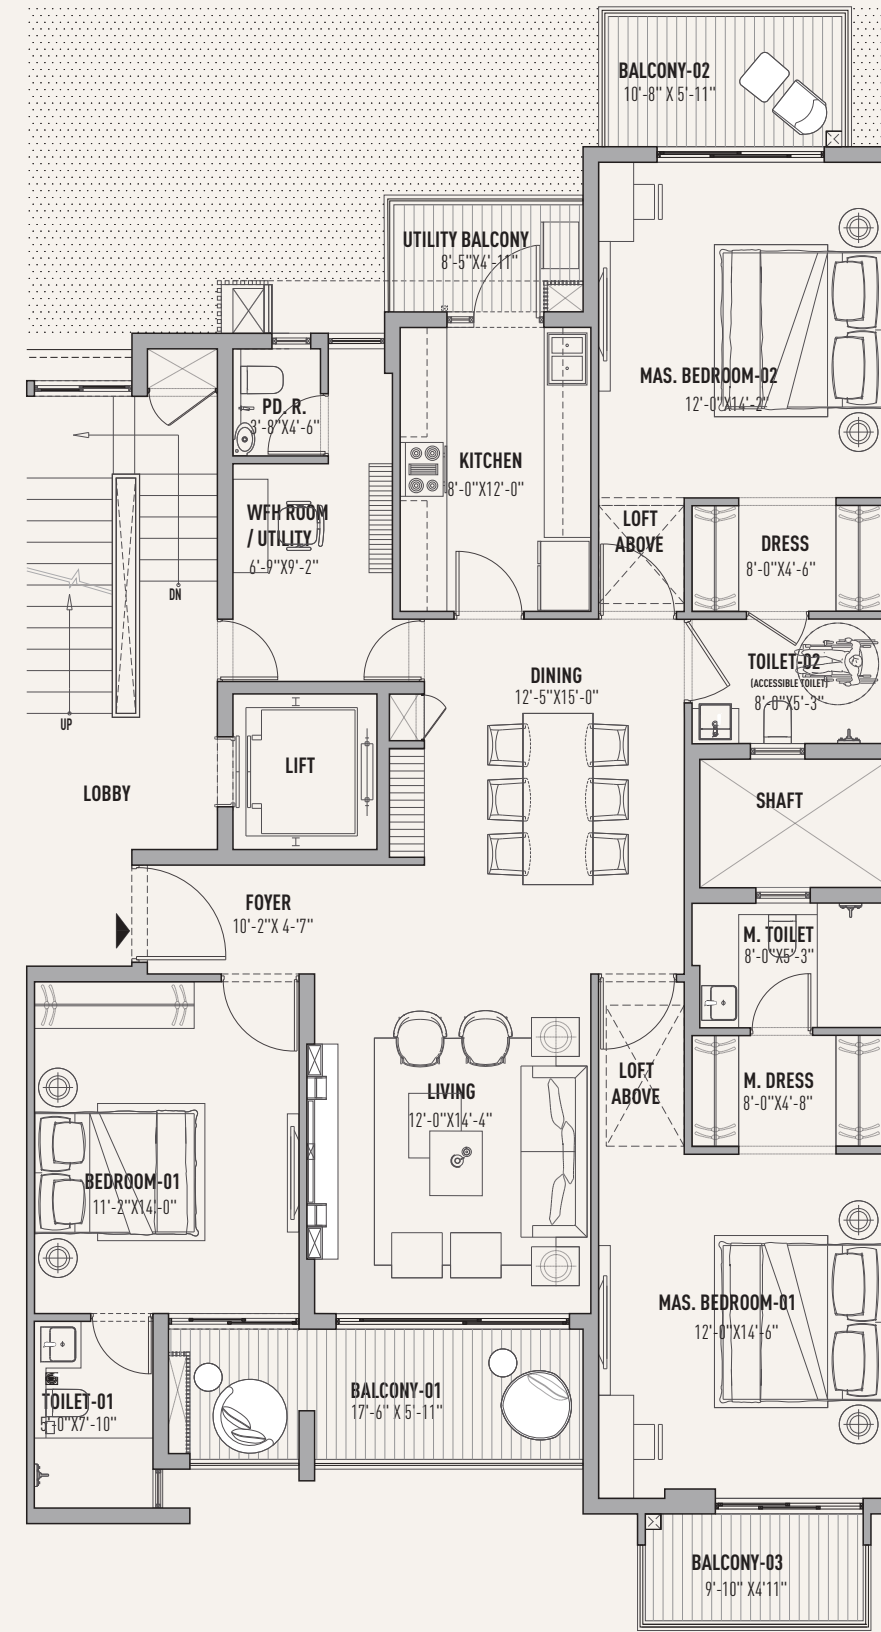 BALCONY-02
10'-8" X 5'-11"
UTILITY BALCONY
8'-5"X4'-11"
MAS. BEDROOM-02
12'-0"X14'-2"
PD. R.
3'-8"X4'-6"
KITCHEN
8'-0"X12'-0"
WFH ROOM
/ UTILITY
6'-9"X9'-2"
LOFT
ABOVE
DRESS
8'-0"X4'-6"
DN
UP
DINING
12'-5"X15'-0"
TOILET-02
(ACCESSIBLE TOILET)
8'-0"X5'-3"
LIFT
LOBBY
SHAFT
FOYER
10'-2"X 4-'7"
M. TOILET
8'-0"X5'-3"
LOFT
ABOVE
M. DRESS
8'-0"X4'-8"
LIVING
12'-0"X14'-4"
BEDROOM-01
11'-2"X14'-0"
MAS. BEDROOM-01
12'-0"X14'-6"
TOILET-01
5'-0"X7'-10"
BALCONY-01
17'-6" X 5'-11"
BALCONY-03
9'-10" X4'11"